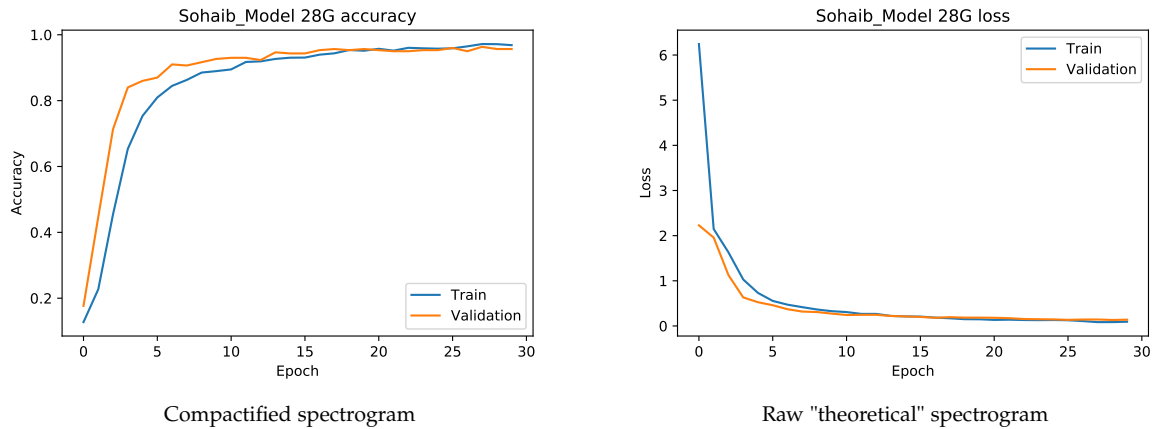 Sohaib_Model 28G accuracy
1.0
0.8
0.6
0.4
0.2
Accuracy
Train
Validation
0 5 10 15 20 25 30
Epoch
Compactified spectrogram
Sohaib_Model 28G loss
6
5
4
3
2
1
0
Loss
Train
Validation
0 5 10 15 20 25 30
Epoch
Raw "theoretical" spectrogram